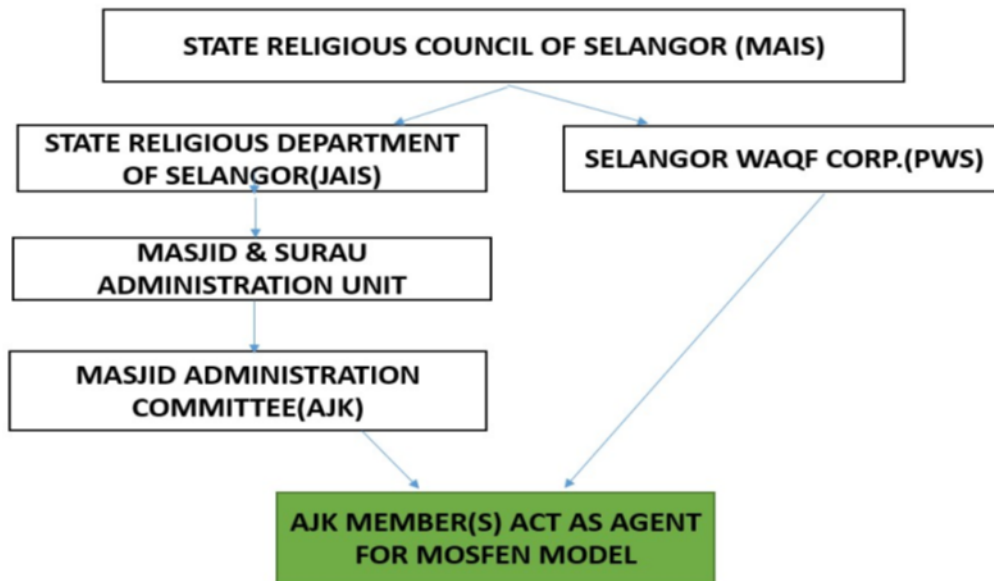 STATE RELIGIOUS COUNCIL OF SELANGOR (MAIS)
STATE RELIGIOUS DEPARTMENT
OF SELANGOR(JAIS)
SELANGOR WAQF CORP.(PWS)
MASJID & SURAU
ADMINISTRATION UNIT
MASJID ADMINISTRATION
COMMITTEE(AJK)
AJK MEMBER(S) ACT AS AGENT
FOR MOSFEN MODEL